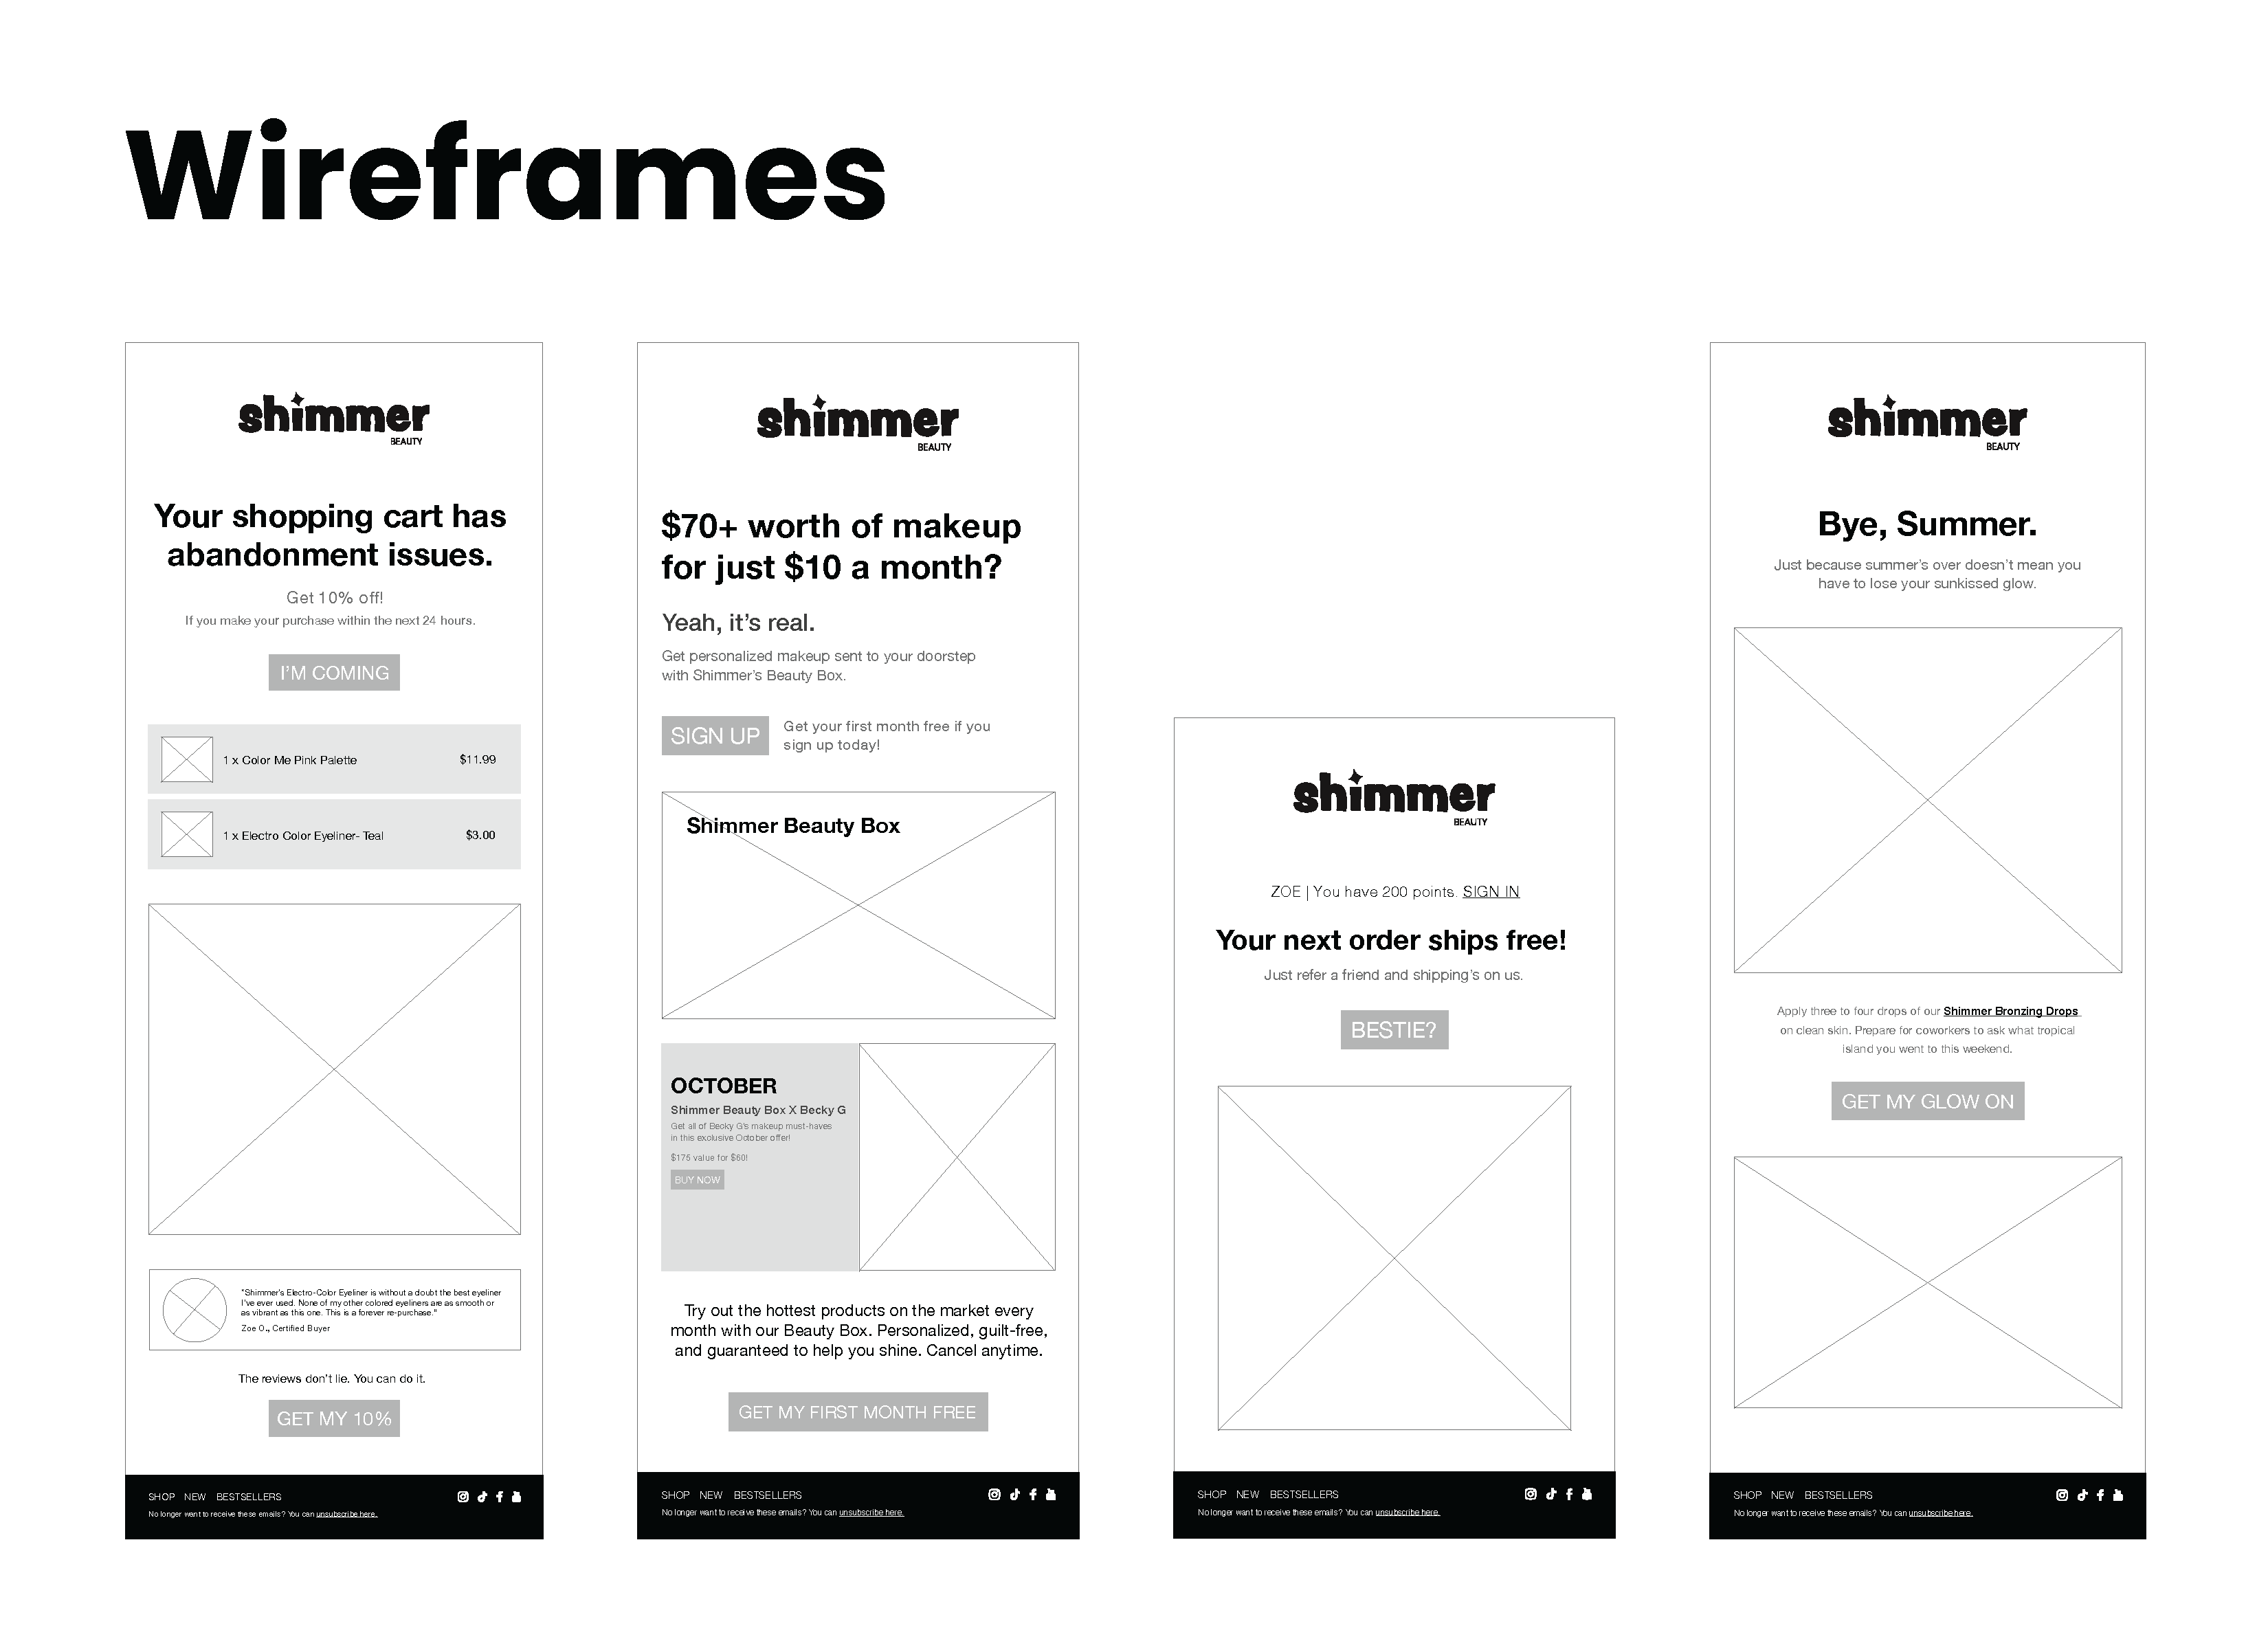 Wireframes
shimmer
BEAUTY
Your shopping cart has
abandonment issues.
Get 10% off!
If you make your purchase within the next 24 hours.
I'M COMING
1 x Color Me Pink Palette $11.99
1 x Electro Color Eyeliner- Teal $3.00
"Shimmer's Electro-Color Eyeliner is without a doubt the best eyeliner
I've ever used. None of my other colored eyeliners are as smooth or
as vibrant as this one. This is a forever re-purchase."
Zoe O., Certified Buyer
The reviews don't lie. You can do it.
GET MY 10%
SHOP NEW BESTSELLERS
No longer want to receive these emails? You can unsubscribe here.
shimmer
BEAUTY
$70+ worth of makeup
for just $10 a month?
Yeah, it's real.
Get personalized makeup sent to your doorstep
with Shimmer's Beauty Box.
SIGN UP
Get your first month free if you
sign up today!
Shimmer Beauty Box
OCTOBER
Shimmer Beauty Box X Becky G
Get all of Becky G's makeup must-haves
in this exclusive October offer!
$175 value for $60!
BUY NOW
Try out the hottest products on the market every
month with our Beauty Box. Personalized, guilt-free,
and guaranteed to help you shine. Cancel anytime.
GET MY FIRST MONTH FREE
SHOP NEW BESTSELLERS
No longer want to receive these emails? You can unsubscribe here.
shimmer
BEAUTY
ZOE | You have 200 points. SIGN IN
Your next order ships free!
Just refer a friend and shipping's on us.
BESTIE?
SHOP NEW BESTSELLERS
No longer want to receive these emails? You can unsubscribe here.
shimmer
BEAUTY
Bye, Summer.
Just because summer's over doesn't mean you
have to lose your sunkissed glow.
Apply three to four drops of our Shimmer Bronzing Drops
on clean skin. Prepare for coworkers to ask what tropical
island you went to this weekend.
GET MY GLOW ON
SHOP NEW BESTSELLERS
No longer want to receive these emails? You can unsubscribe here.